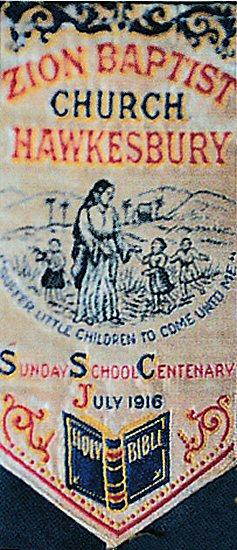 ZION BAPTIST
CHURCH
HAWKESBURY
SUFFER LITTLE CHILDREN TO COME UNTO ME
SUNDAY SCHOOL CENTENARY
JULY 1916
HOLY BIBLE